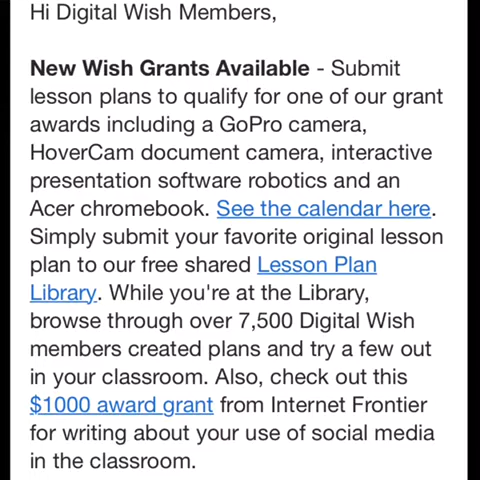 Hi Digital Wish Members,
New Wish Grants Available - Submit
lesson plans to qualify for one of our grant
awards including a GoPro camera,
HoverCam document camera, interactive
presentation software robotics and an
Acer chromebook. See the calendar here.
Simply submit your favorite original lesson
plan to our free shared Lesson Plan
Library. While you're at the Library,
browse through over 7,500 Digital Wish
members created plans and try a few out
in your classroom. Also, check out this
$1000 award grant from Internet Frontier
for writing about your use of social media
in the classroom.